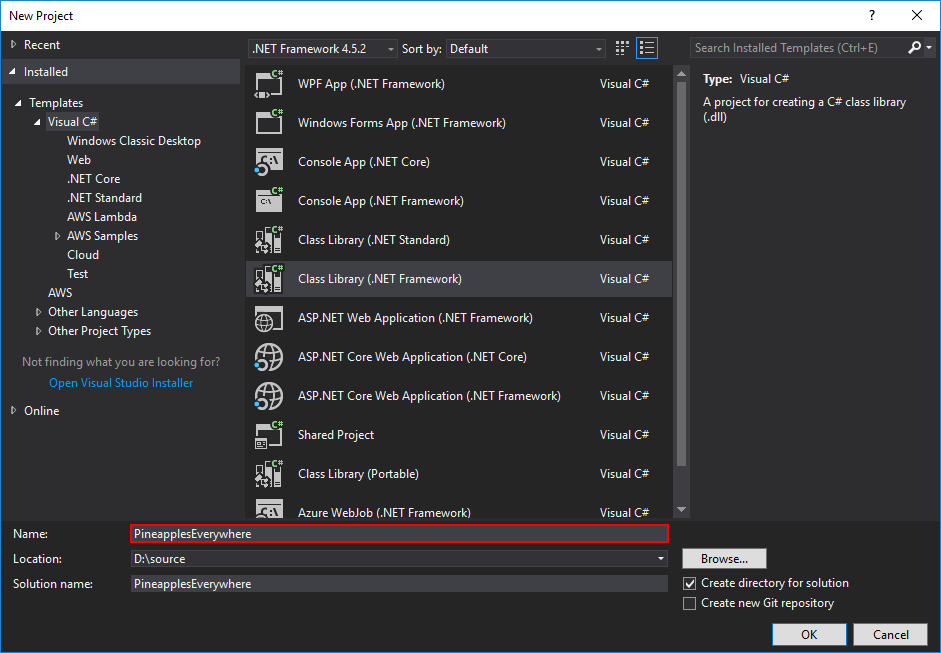 New Project
?
Recent
.NET Framework 4.5.2
Sort by:
Default
Search Installed Templates (Ctrl+E)
Installed
Templates
Visual C#
Windows Classic Desktop
Web
.NET Core
.NET Standard
AWS Lambda
AWS Samples
Cloud
Test
AWS
Other Languages
Other Project Types
Not finding what you are looking for?
Open Visual Studio Installer
Online
C# WPF App (.NET Framework) Visual C#
C# Windows Forms App (.NET Framework) Visual C#
C:\ Console App (.NET Core) Visual C#
C# C:\ Console App (.NET Framework) Visual C#
C# Class Library (.NET Standard) Visual C#
C# Class Library (.NET Framework) Visual C#
ASP.NET Web Application (.NET Framework) Visual C#
ASP.NET Core Web Application (.NET Core) Visual C#
ASP.NET Core Web Application (.NET Framework) Visual C#
C# Shared Project Visual C#
C# Class Library (Portable) Visual C#
C# Azure WebJob (.NET Framework) Visual C#
Type: Visual C#
A project for creating a C# class library
(.dll)
Name: PineapplesEverywhere
Location: D:\source
Browse...
Solution name: PineapplesEverywhere
Create directory for solution
Create new Git repository
OK
Cancel